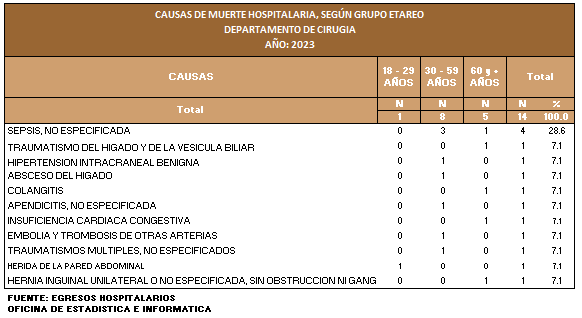 CAUSAS DE MUERTE HOSPITALARIA, SEGÚN GRUPO ETAREO
DEPARTAMENTO DE CIRUGIA
AÑO: 2023
CAUSAS 18 - 29 AÑOS 30 - 59 AÑOS 60 y + AÑOS Total
N N N N %
Total 1 8 5 14 100.0
SEPSIS, NO ESPECIFICADA 0 3 1 4 28.6
TRAUMATISMO DEL HIGADO Y DE LA VESICULA BILIAR 0 0 1 1 7.1
HIPERTENSION INTRACRANEAL BENIGNA 0 1 0 1 7.1
ABSCESO DEL HIGADO 0 1 0 1 7.1
COLANGITIS 0 0 1 1 7.1
APENDICITIS, NO ESPECIFICADA 0 1 0 1 7.1
INSUFICIENCIA CARDIACA CONGESTIVA 0 0 1 1 7.1
EMBOLIA Y TROMBOSIS DE OTRAS ARTERIAS 0 1 0 1 7.1
TRAUMATISMOS MULTIPLES, NO ESPECIFICADOS 0 1 0 1 7.1
HERIDA DE LA PARED ABDOMINAL 1 0 0 1 7.1
HERNIA INGUINAL UNILATERAL O NO ESPECIFICADA, SIN OBSTRUCCION NI GANG 0 0 1 1 7.1
FUENTE: EGRESOS HOSPITALARIOS
OFICINA DE ESTADISTICA E INFORMATICA